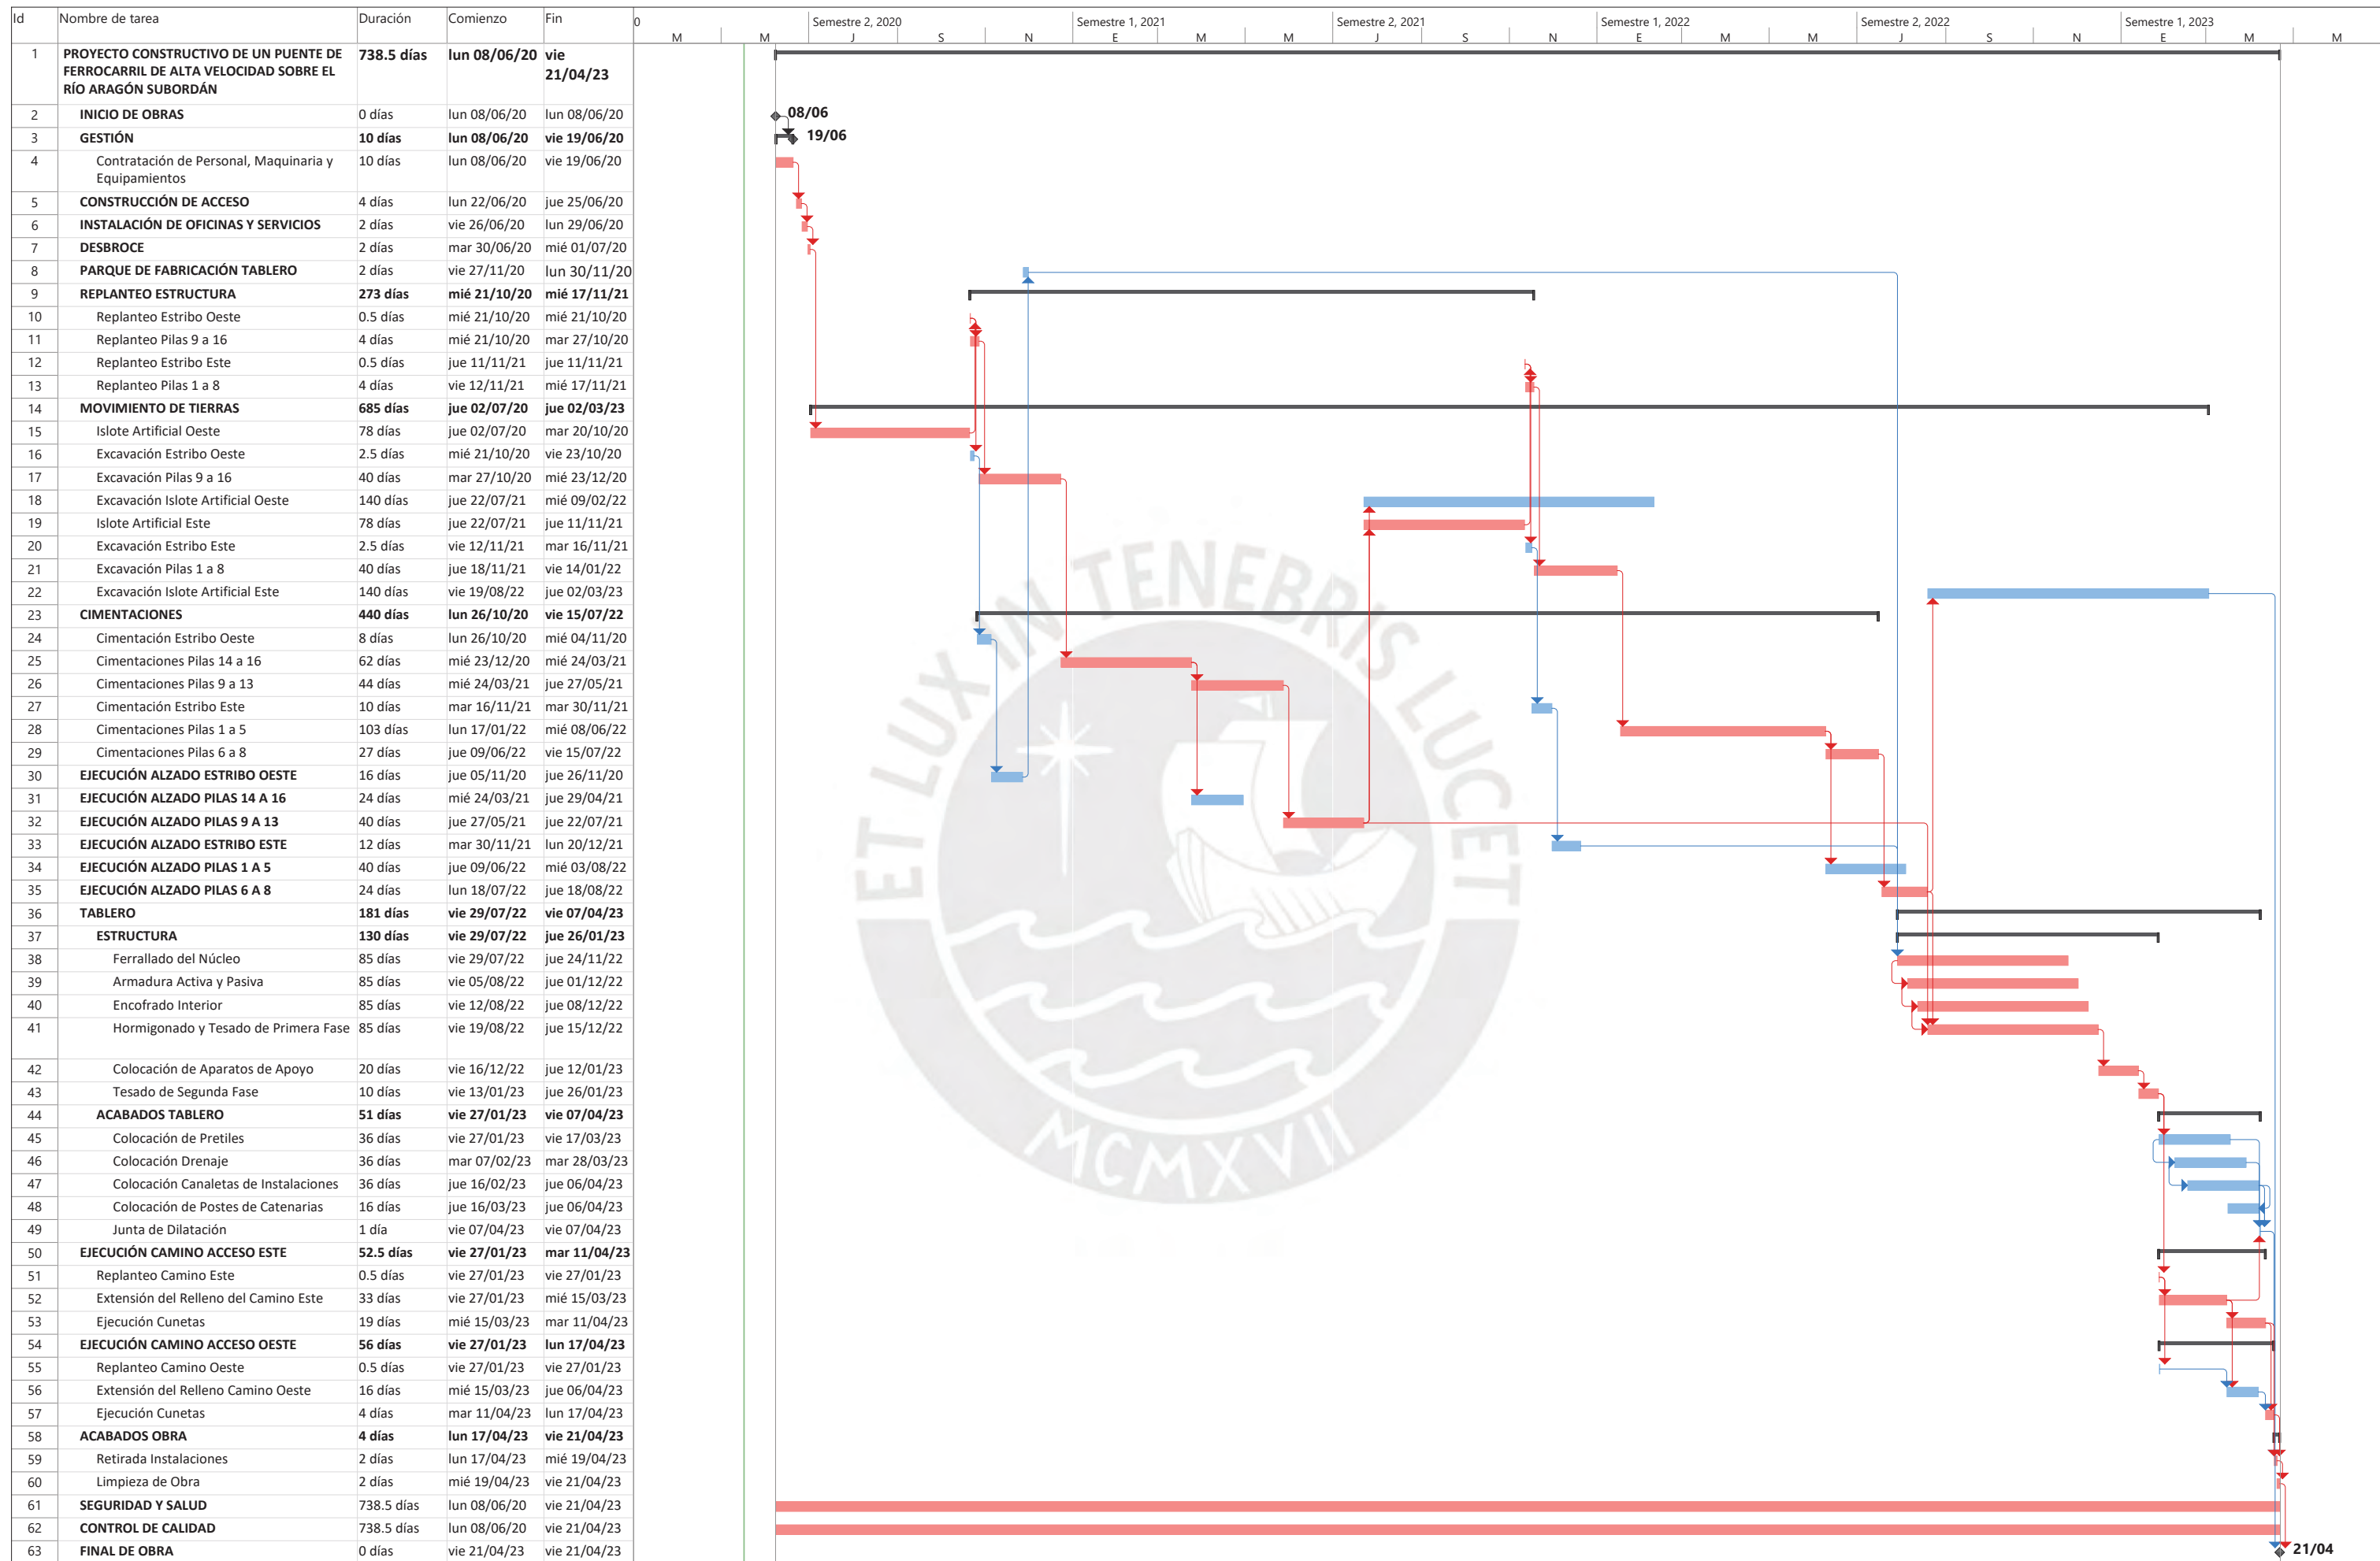 Id Nombre de tarea Duración Comienzo Fin 0 Semestre 2, 2020 Semestre 1, 2021 Semestre 2, 2021 Semestre 1, 2022 Semestre 2, 2022 Semestre 1, 2023
M M J S N E M M J S N E M M J S N E M M
1 PROYECTO CONSTRUCTIVO DE UN PUENTE DE 738.5 días lun 08/06/20 vie
FERROCARRIL DE ALTA VELOCIDAD SOBRE EL 21/04/23
RÍO ARAGÓN SUBORDÁN
2 INICIO DE OBRAS 0 días lun 08/06/20 lun 08/06/20 08/06
3 GESTIÓN 10 días lun 08/06/20 vie 19/06/20 19/06
4 Contratación de Personal, Maquinaria y 10 días lun 08/06/20 vie 19/06/20
Equipamientos
5 CONSTRUCCIÓN DE ACCESO 4 días lun 22/06/20 jue 25/06/20
6 INSTALACIÓN DE OFICINAS Y SERVICIOS 2 días vie 26/06/20 lun 29/06/20
7 DESBROCE 2 días mar 30/06/20 mié 01/07/20
8 PARQUE DE FABRICACIÓN TABLERO 2 días vie 27/11/20 lun 30/11/20
9 REPLANTEO ESTRUCTURA 273 días mié 21/10/20 mié 17/11/21
10 Replanteo Estribo Oeste 0.5 días mié 21/10/20 mié 21/10/20
11 Replanteo Pilas 9 a 16 4 días mié 21/10/20 mar 27/10/20
12 Replanteo Estribo Este 0.5 días jue 11/11/21 jue 11/11/21
13 Replanteo Pilas 1 a 8 4 días vie 12/11/21 mié 17/11/21
14 MOVIMIENTO DE TIERRAS 685 días jue 02/07/20 jue 02/03/23
15 Islote Artificial Oeste 78 días jue 02/07/20 mar 20/10/20
16 Excavación Estribo Oeste 2.5 días mié 21/10/20 vie 23/10/20
17 Excavación Pilas 9 a 16 40 días mar 27/10/20 mié 23/12/20
18 Excavación Islote Artificial Oeste 140 días jue 22/07/21 mié 09/02/22
19 Islote Artificial Este 78 días jue 22/07/21 jue 11/11/21
20 Excavación Estribo Este 2.5 días vie 12/11/21 mar 16/11/21
21 Excavación Pilas 1 a 8 40 días jue 18/11/21 vie 14/01/22
22 Excavación Islote Artificial Este 140 días vie 19/08/22 jue 02/03/23
23 CIMENTACIONES 440 días lun 26/10/20 vie 15/07/22
24 Cimentación Estribo Oeste 8 días lun 26/10/20 mié 04/11/20
25 Cimentaciones Pilas 14 a 16 62 días mié 23/12/20 mié 24/03/21
26 Cimentaciones Pilas 9 a 13 44 días mié 24/03/21 jue 27/05/21
27 Cimentación Estribo Este 10 días mar 16/11/21 mar 30/11/21
28 Cimentaciones Pilas 1 a 5 103 días lun 17/01/22 mié 08/06/22
29 Cimentaciones Pilas 6 a 8 27 días jue 09/06/22 vie 15/07/22
30 EJECUCIÓN ALZADO ESTRIBO OESTE 16 días jue 05/11/20 jue 26/11/20
31 EJECUCIÓN ALZADO PILAS 14 A 16 24 días mié 24/03/21 jue 29/04/21
32 EJECUCIÓN ALZADO PILAS 9 A 13 40 días jue 27/05/21 jue 22/07/21
33 EJECUCIÓN ALZADO ESTRIBO ESTE 12 días mar 30/11/21 lun 20/12/21
34 EJECUCIÓN ALZADO PILAS 1 A 5 40 días jue 09/06/22 mié 03/08/22
35 EJECUCIÓN ALZADO PILAS 6 A 8 24 días lun 18/07/22 jue 18/08/22
36 TABLERO 181 días vie 29/07/22 vie 07/04/23
37 ESTRUCTURA 130 días vie 29/07/22 jue 26/01/23
38 Ferrallado del Núcleo 85 días vie 29/07/22 jue 24/11/22
39 Armadura Activa y Pasiva 85 días vie 05/08/22 jue 01/12/22
40 Encofrado Interior 85 días vie 12/08/22 jue 08/12/22
41 Hormigonado y Tesado de Primera Fase 85 días vie 19/08/22 jue 15/12/22
42 Colocación de Aparatos de Apoyo 20 días vie 16/12/22 jue 12/01/23
43 Tesado de Segunda Fase 10 días vie 13/01/23 jue 26/01/23
44 ACABADOS TABLERO 51 días vie 27/01/23 vie 07/04/23
45 Colocación de Pretiles 36 días vie 27/01/23 vie 17/03/23
46 Colocación Drenaje 36 días mar 07/02/23 mar 28/03/23
47 Colocación Canaletas de Instalaciones 36 días jue 16/02/23 jue 06/04/23
48 Colocación de Postes de Catenarias 16 días jue 16/03/23 jue 06/04/23
49 Junta de Dilatación 1 día vie 07/04/23 vie 07/04/23
50 EJECUCIÓN CAMINO ACCESO ESTE 52.5 días vie 27/01/23 mar 11/04/23
51 Replanteo Camino Este 0.5 días vie 27/01/23 vie 27/01/23
52 Extensión del Relleno del Camino Este 33 días vie 27/01/23 mié 15/03/23
53 Ejecución Cunetas 19 días mié 15/03/23 mar 11/04/23
54 EJECUCIÓN CAMINO ACCESO OESTE 56 días vie 27/01/23 lun 17/04/23
55 Replanteo Camino Oeste 0.5 días vie 27/01/23 vie 27/01/23
56 Extensión del Relleno Camino Oeste 16 días mié 15/03/23 jue 06/04/23
57 Ejecución Cunetas 4 días mar 11/04/23 lun 17/04/23
58 ACABADOS OBRA 4 días lun 17/04/23 vie 21/04/23
59 Retirada Instalaciones 2 días lun 17/04/23 mié 19/04/23
60 Limpieza de Obra 2 días mié 19/04/23 vie 21/04/23
61 SEGURIDAD Y SALUD 738.5 días lun 08/06/20 vie 21/04/23
62 CONTROL DE CALIDAD 738.5 días lun 08/06/20 vie 21/04/23
63 FINAL DE OBRA 0 días vie 21/04/23 vie 21/04/23 21/04
ET LUX IN TENEBRIS LUCET
MCMXVII